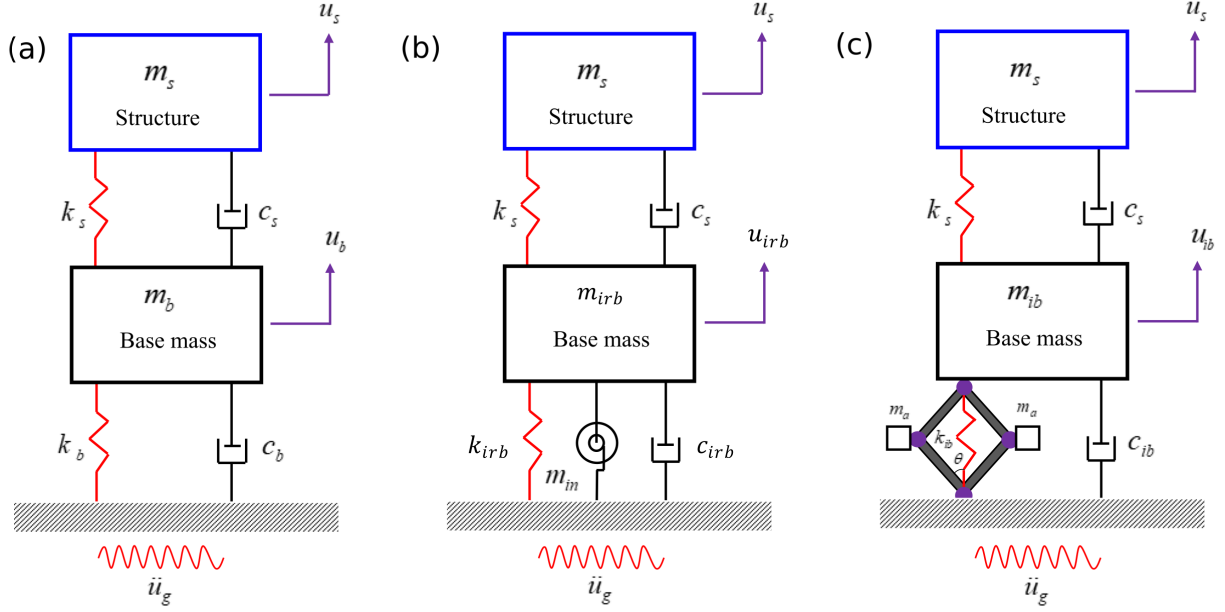 (a)
u_s
m_s
Structure
k_s
c_s
u_b
m_b
Base mass
k_b
c_b
ü_g
(b)
u_s
m_s
Structure
k_s
c_s
u_irb
m_irb
Base mass
k_irb
m_in
c_irb
ü_g
(c)
u_s
m_s
Structure
k_s
c_s
u_ib
m_ib
Base mass
m_a
m_a
k_ib
θ
c_ib
ü_g